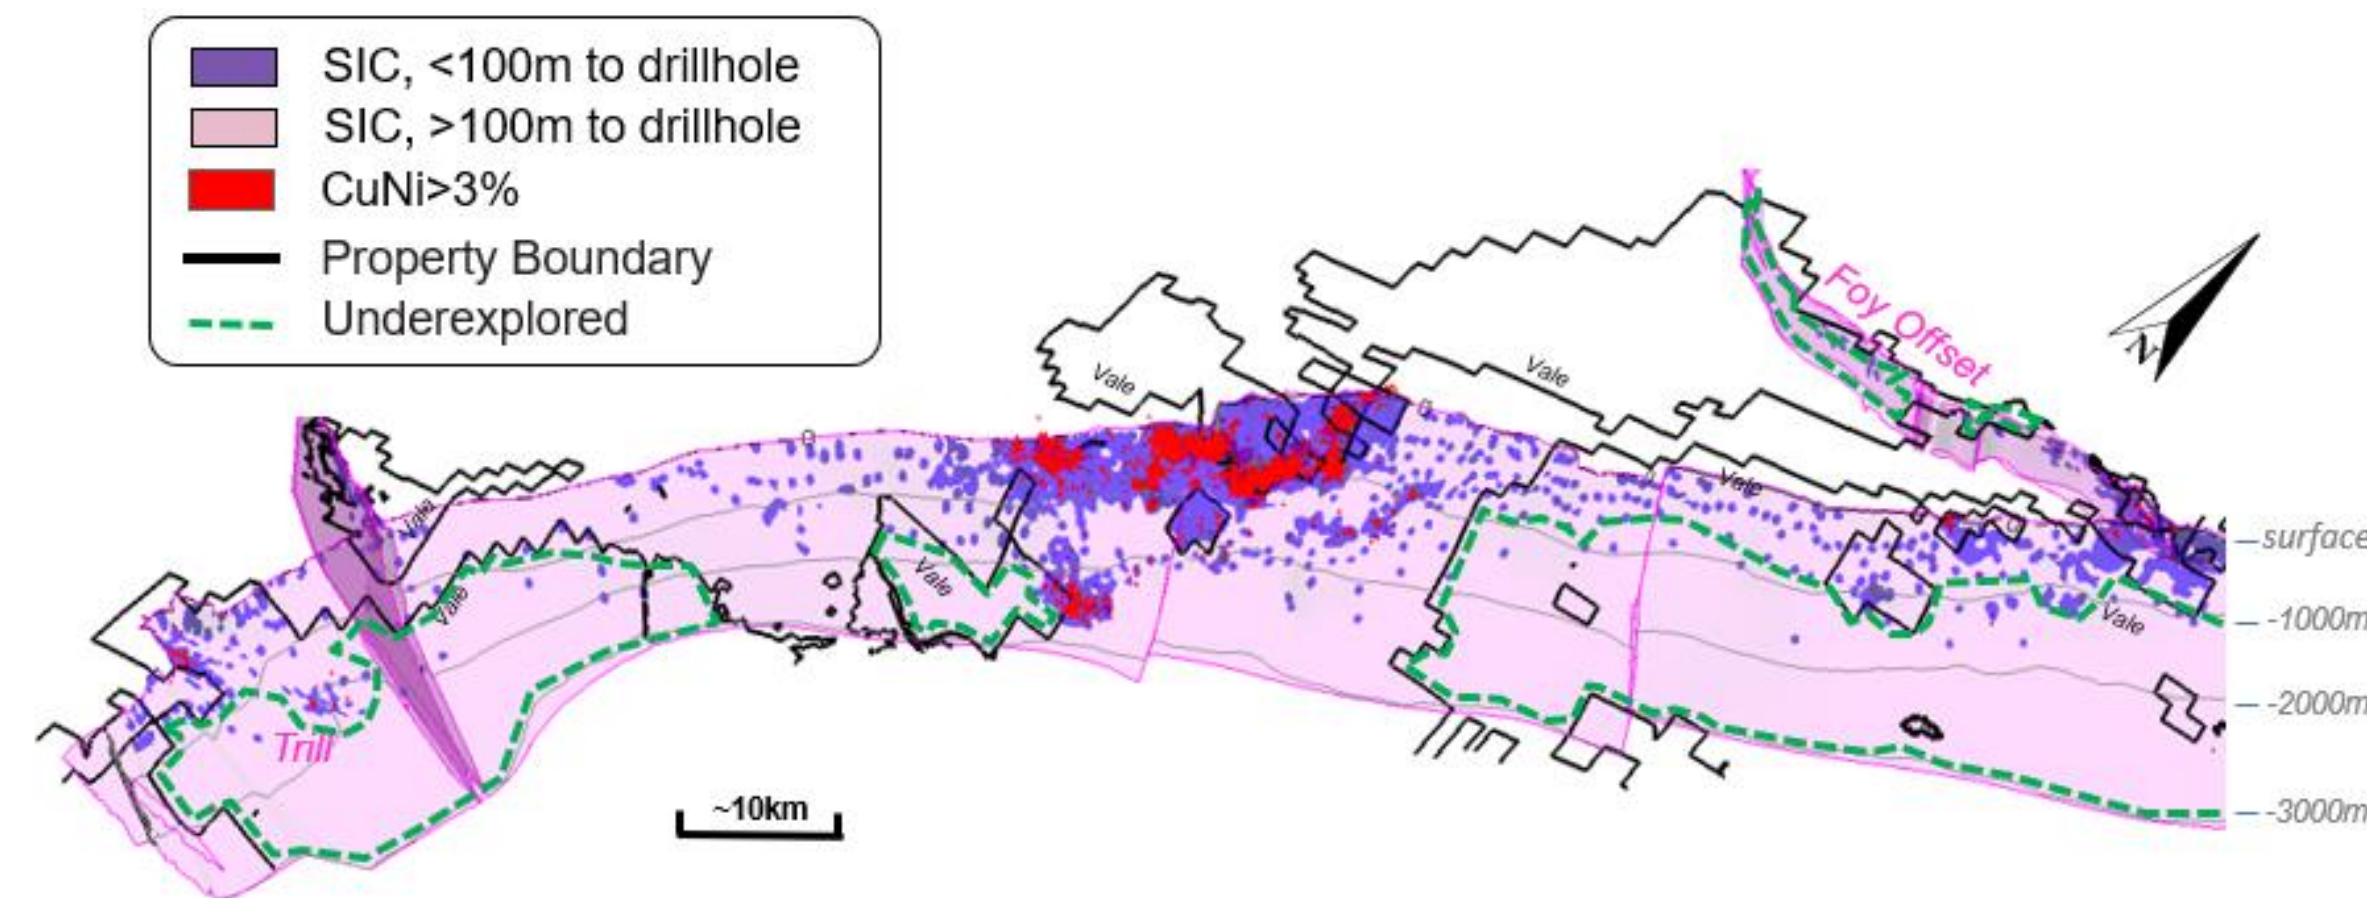 SIC, <100m to drillhole
SIC, >100m to drillhole
CuNi>3%
Property Boundary
Underexplored
Foy Offset
N
Vale
Vale
Vale
Vale
Vale
Vale
Vale
Trill
~10km
surface
-1000m
-2000m
-3000m